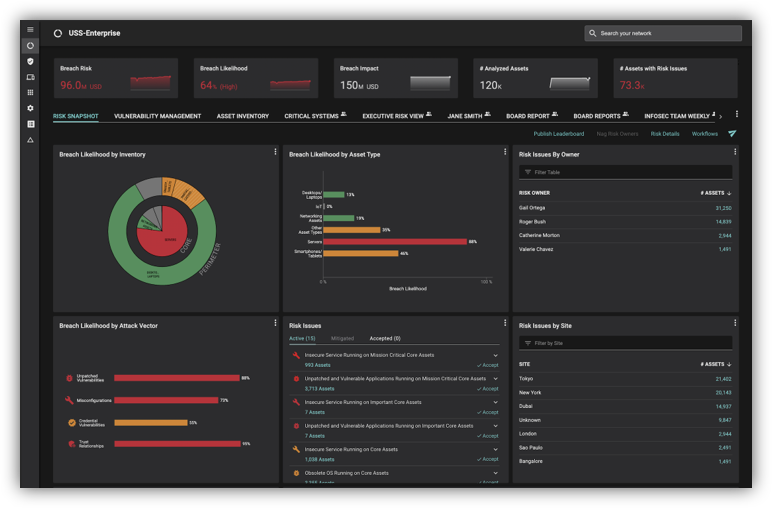 USS-Enterprise
Search your network
Breach Risk
96.0M USD
Breach Likelihood
64% (High)
Breach Impact
150M USD
# Analyzed Assets
120K
# Assets with Risk Issues
73.3K
RISK SNAPSHOT
VULNERABILITY MANAGEMENT
ASSET INVENTORY
CRITICAL SYSTEMS
EXECUTIVE RISK VIEW
JANE SMITH
BOARD REPORT
BOARD REPORTS
INFOSEC TEAM WEEKLY
Publish Leaderboard
Nag Risk Owners
Risk Details
Workflows
Breach Likelihood by Inventory
CORE
PERIMETER
Breach Likelihood by Asset Type
Desktops/
Laptops
13%
IoT
0%
Networking
Assets
19%
Other
Asset Types
35%
Servers
88%
Smartphones/
Tablets
46%
0 %
100 %
Breach Likelihood
Risk Issues By Owner
Filter Table
RISK OWNER
# ASSETS
Gail Ortega
31,250
Roger Bush
14,839
Catherine Morton
2,944
Valerie Chavez
1,491
Breach Likelihood by Attack Vector
Unpatched
Vulnerabilities
88%
Misconfigurations
73%
Credential
Vulnerabilities
Trust
Relationships
Risk Issues
Active (15)
Mitigated
Accepted (0)
Insecure Service Running on Mission Critical Core Assets
993 Assets
Accept
Unpatched and Vulnerable Applications Running on Mission Critical Core Assets
3,713 Assets
Accept
Insecure Service Running on Important Core Assets
7 Assets
Accept
Unpatched and Vulnerable Applications Running on Important Core Assets
7 Assets
Accept
Insecure Service Running on Core Assets
1,058 Assets
Accept
Obsolete OS Running on Core Assets
Risk Issues by Site
Filter by Site
SITE
# ASSETS
Tokyo
21,402
New York
20,143
Dubai
14,937
Unknown
9,847
London
2,944
Sao Paulo
2,491
Bangalore
1,491